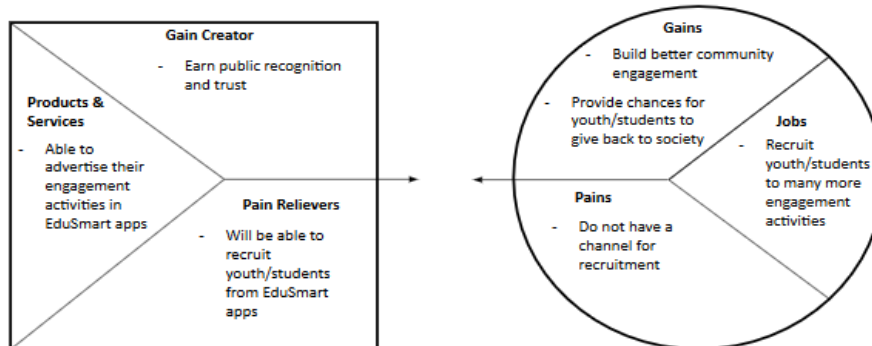 Gain Creator
- Earn public recognition
and trust
Products &
Services
- Able to
advertise their
engagement
activities in
EduSmart apps
Pain Relievers
- Will be able to
recruit
youth/students
from EduSmart
apps
Gains
- Build better community
engagement
- Provide chances for
youth/students to
give back to society
Jobs
- Recruit
youth/students
to many more
engagement
activities
Pains
- Do not have a
channel for
recruitment